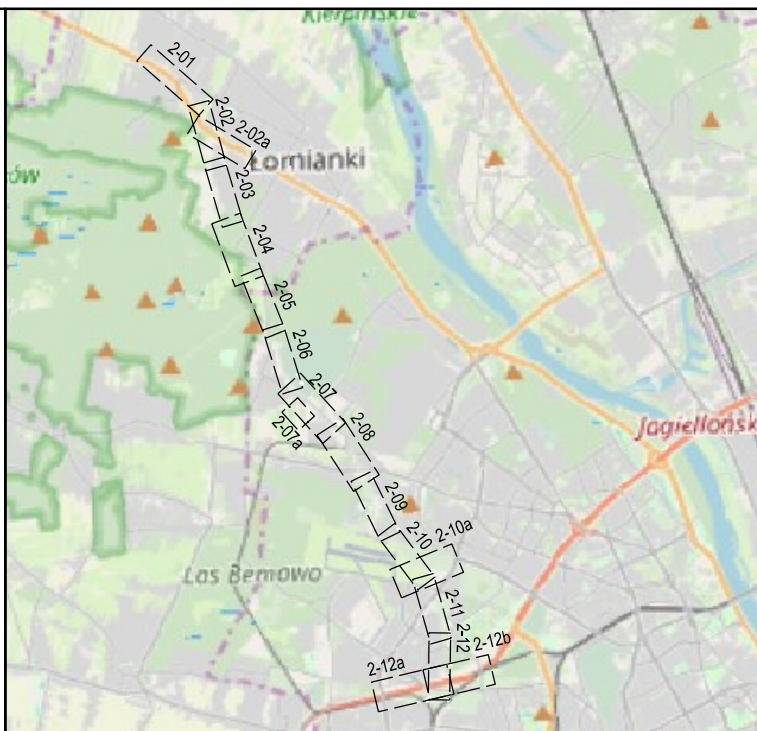 Kiełpińskie
2-01
2-02
2-02a
Łomianki
ów
2-03
2-04
2-05
2-06
2-07
2-07a
2-08
Jagiellońsk
2-09
2-10
2-10a
Las Bemowo
2-11
2-12
2-12b
2-12a